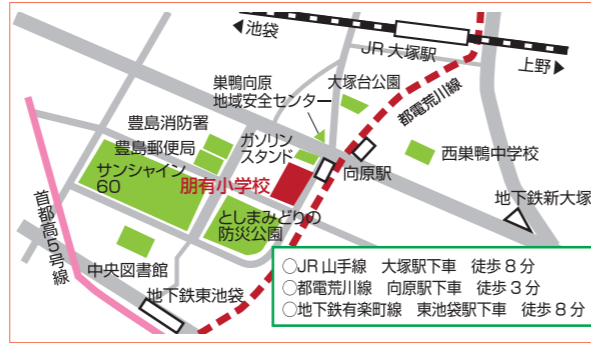 ◀池袋
JR大塚駅
上野▶
巣鴨向原
地域安全センター
大塚台公園
都電荒川線
豊島消防署
豊島郵便局
ガソリン
スタンド
サンシャイン
60
朋有小学校
向原駅
西巣鴨中学校
地下鉄新大塚
としまみどりの
防災公園
首都高5号線
中央図書館
地下鉄東池袋
○JR山手線 大塚駅下車 徒歩8分
○都電荒川線 向原駅下車 徒歩3分
○地下鉄有楽町線 東池袋駅下車 徒歩8分